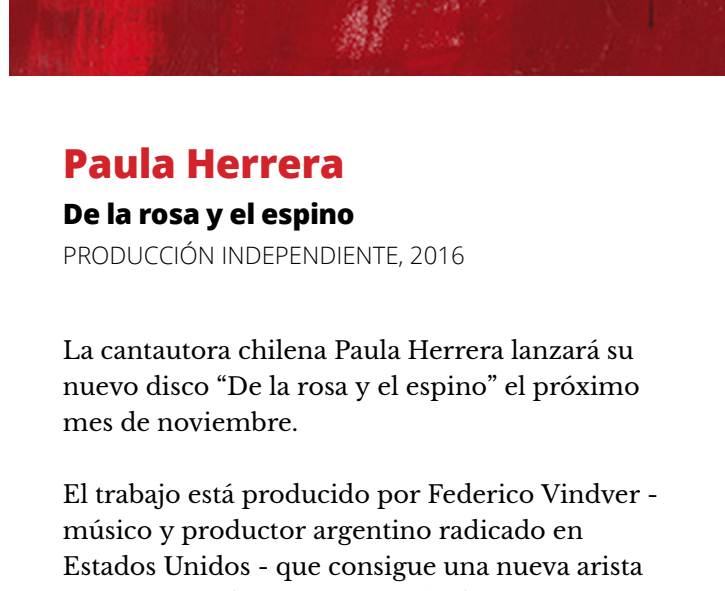 Paula Herrera
De la rosa y el espino
PRODUCCIÓN INDEPENDIENTE, 2016
La cantautora chilena Paula Herrera lanzará su
nuevo disco “De la rosa y el espino” el próximo
mes de noviembre.
El trabajo está producido por Federico Vindver -
músico y productor argentino radicado en
Estados Unidos - que consigue una nueva arista